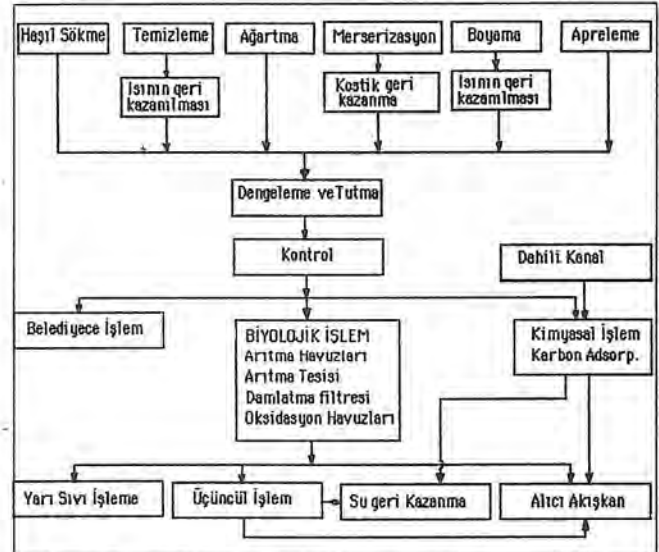 Haşıl Sökme
Temizleme
Ağartma
Merserizasyon
Boyama
Apreleme
Isının qeri
kazanılması
Kostik geri
kazanma
Isının qeri
kazanılması
Dengeleme ve Tutma
Kontrol
Dahili Kanal
Belediyece İşlem
BİYOLOJİK İŞLEM
Arıtma Havuzları
Arıtma Tesisi
Damlatma filtresi
Oksidasyon Havuzları
Kimyasal İşlem
Karbon Adsorp.
Yarı Sıvı İşleme
Üçüncül İşlem
Su geri Kazanma
Alıcı Akışkan